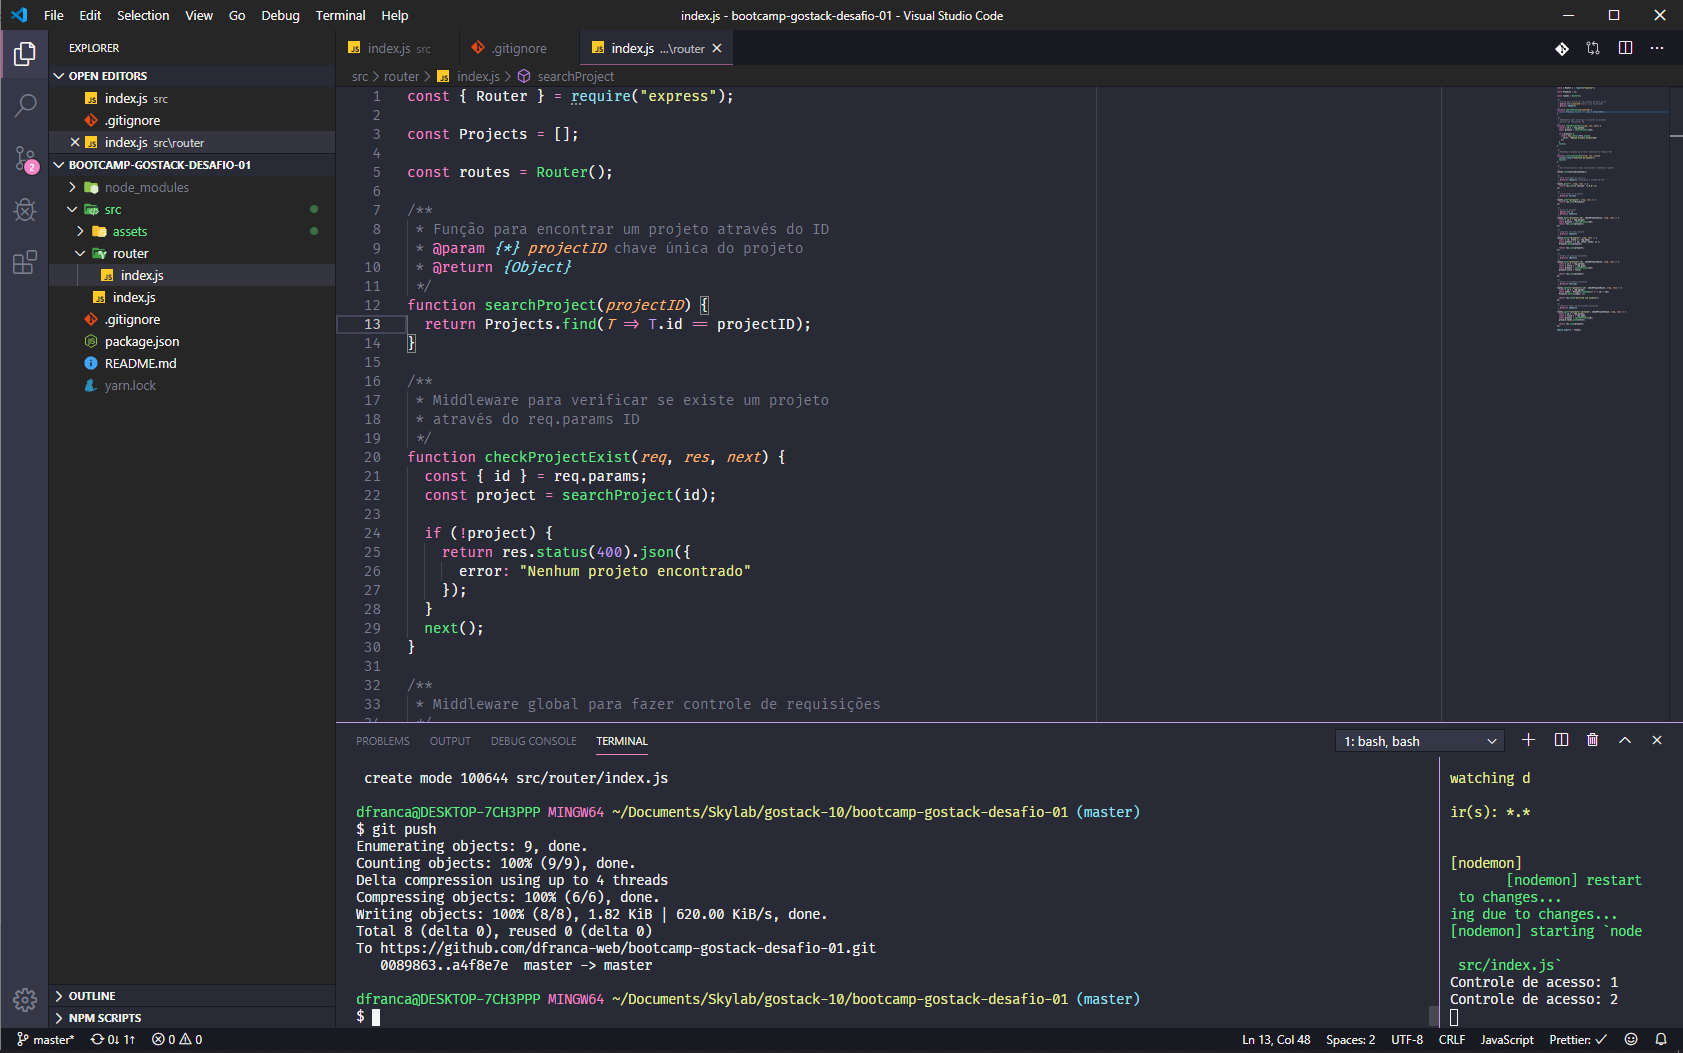 File Edit Selection View Go Debug Terminal Help
index.js - bootcamp-gostack-desafio-01 - Visual Studio Code
EXPLORER
OPEN EDITORS
index.js src
.gitignore
index.js src\router
2
BOOTCAMP-GOSTACK-DESAFIO-01
node_modules
src
assets
router
index.js
index.js
.gitignore
package.json
README.md
yarn.lock
OUTLINE
NPM SCRIPTS
index.js src
.gitignore
index.js ...\router
src > router > index.js > searchProject
1 const { Router } = require("express");
2
3 const Projects = [];
4
5 const routes = Router();
6
7 /**
8 * Função para encontrar um projeto através do ID
9 * @param {*} projectID chave única do projeto
10 * @return {Object}
11 */
12 function searchProject(projectID) {
13 return Projects.find(T => T.id == projectID);
14 }
15
16 /**
17 * Middleware para verificar se existe um projeto
18 * através do req.params ID
19 */
20 function checkProjectExist(req, res, next) {
21 const { id } = req.params;
22 const project = searchProject(id);
23
24 if (!project) {
25 return res.status(400).json({
26 error: "Nenhum projeto encontrado"
27 });
28 }
29 next();
30 }
31
32 /**
33 * Middleware global para fazer controle de requisições
34 */
PROBLEMS OUTPUT DEBUG CONSOLE TERMINAL
1: bash, bash
create mode 100644 src/router/index.js
dfranca@DESKTOP-7CH3PPP MINGW64 ~/Documents/Skylab/gostack-10/bootcamp-gostack-desafio-01 (master)
$ git push
Enumerating objects: 9, done.
Counting objects: 100% (9/9), done.
Delta compression using up to 4 threads
Compressing objects: 100% (6/6), done.
Writing objects: 100% (8/8), 1.82 KiB | 620.00 KiB/s, done.
Total 8 (delta 0), reused 0 (delta 0)
To https://github.com/dfranca-web/bootcamp-gostack-desafio-01.git
0089863..a4f8e7e master -> master
dfranca@DESKTOP-7CH3PPP MINGW64 ~/Documents/Skylab/gostack-10/bootcamp-gostack-desafio-01 (master)
$
watching d
ir(s): *.*
[nodemon]
[nodemon] restart
to changes...
ing due to changes...
[nodemon] starting `node
src/index.js`
Controle de acesso: 1
Controle de acesso: 2
master* 0↓ 1↑ 0 0
Ln 13, Col 48 Spaces: 2 UTF-8 CRLF JavaScript Prettier: ✓